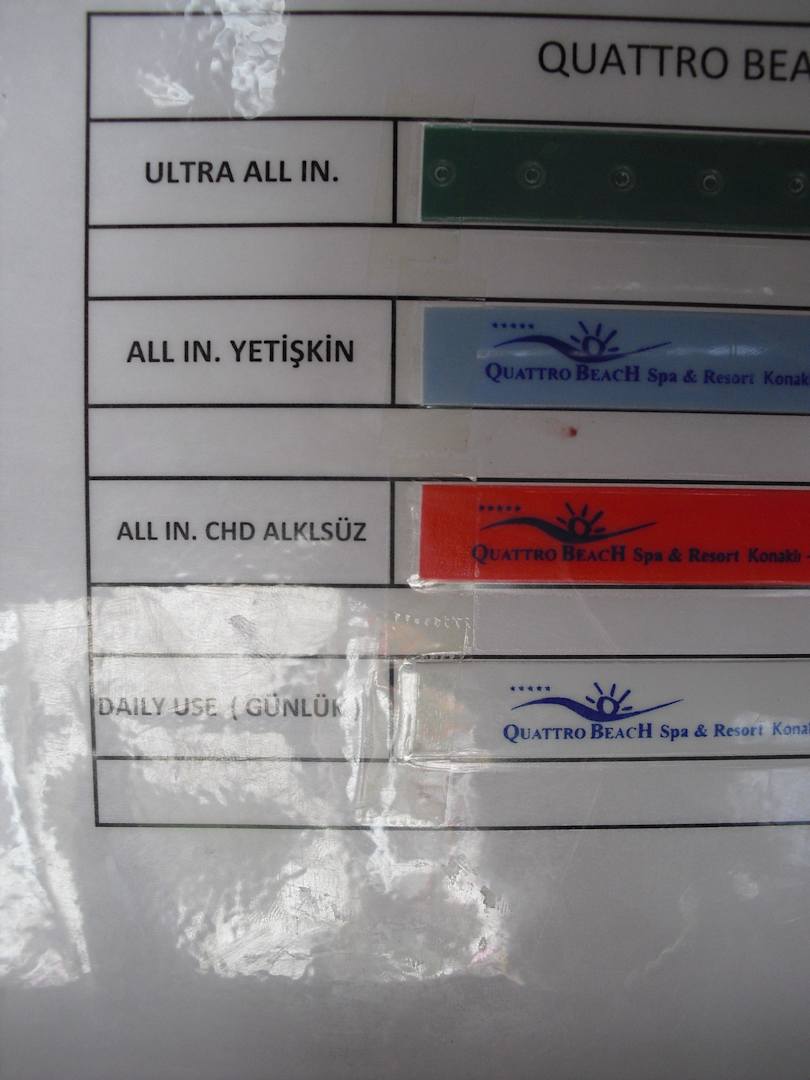 QUATTRO BEA
ULTRA ALL IN.
ALL IN. YETİŞKİN
QUATTRO BEACH Spa & Resort Konak
ALL IN. CHD ALKLSÜZ
QUATTRO BEACH Spa & Resort Konaklı -
DAILY USE ( GÜNLÜK )
QUATTRO BEACH Spa & Resort Konak